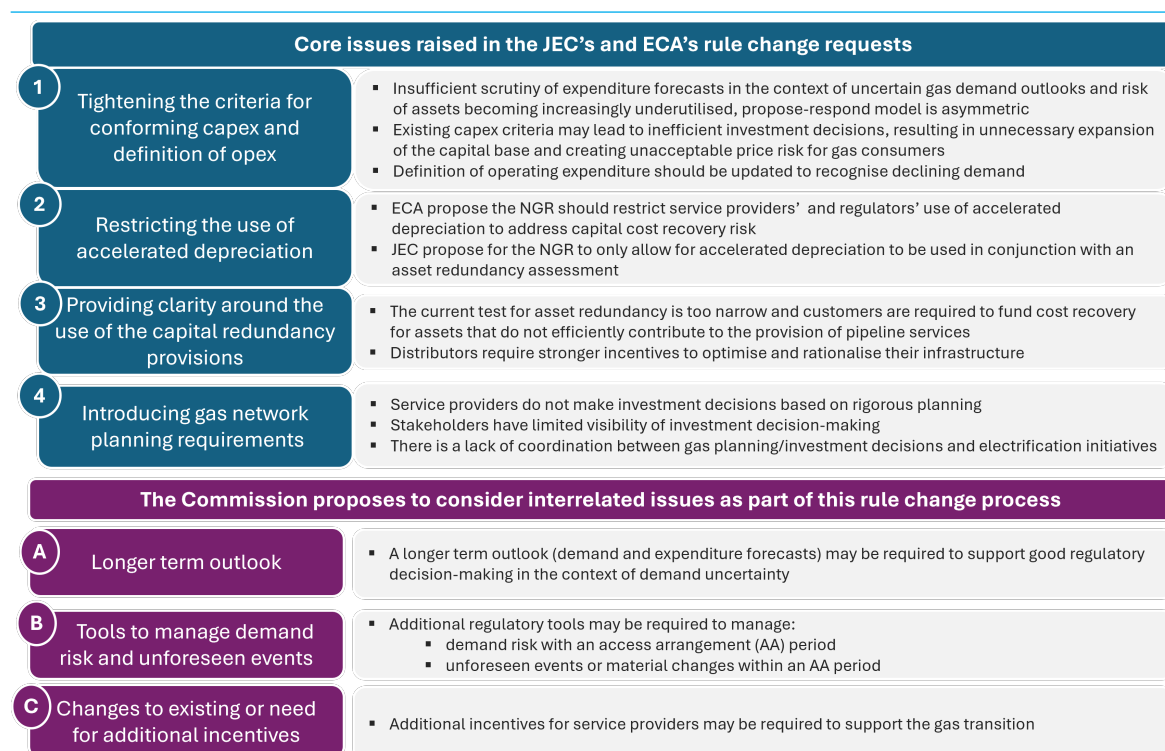 Core issues raised in the JEC's and ECA's rule change requests
1
Tightening the criteria for
conforming capex and
definition of opex
▪ Insufficient scrutiny of expenditure forecasts in the context of uncertain gas demand outlooks and risk
of assets becoming increasingly underutilised, propose-respond model is asymmetric
▪ Existing capex criteria may lead to inefficient investment decisions, resulting in unnecessary expansion
of the capital base and creating unacceptable price risk for gas consumers
▪ Definition of operating expenditure should be updated to recognise declining demand
2
Restricting the use of
accelerated depreciation
▪ ECA propose the NGR should restrict service providers' and regulators' use of accelerated
depreciation to address capital cost recovery risk
▪ JEC propose for the NGR to only allow for accelerated depreciation to be used in conjunction with an
asset redundancy assessment
3
Providing clarity around the
use of the capital redundancy
provisions
▪ The current test for asset redundancy is too narrow and customers are required to fund cost recovery
for assets that do not efficiently contribute to the provision of pipeline services
▪ Distributors require stronger incentives to optimise and rationalise their infrastructure
4
Introducing gas network
planning requirements
▪ Service providers do not make investment decisions based on rigorous planning
▪ Stakeholders have limited visibility of investment decision-making
▪ There is a lack of coordination between gas planning/investment decisions and electrification initiatives
The Commission proposes to consider interrelated issues as part of this rule change process
A
Longer term outlook
▪ A longer term outlook (demand and expenditure forecasts) may be required to support good regulatory
decision-making in the context of demand uncertainty
B
Tools to manage demand
risk and unforeseen events
▪ Additional regulatory tools may be required to manage:
▪ demand risk with an access arrangement (AA) period
▪ unforeseen events or material changes within an AA period
C
Changes to existing or need
for additional incentives
▪ Additional incentives for service providers may be required to support the gas transition